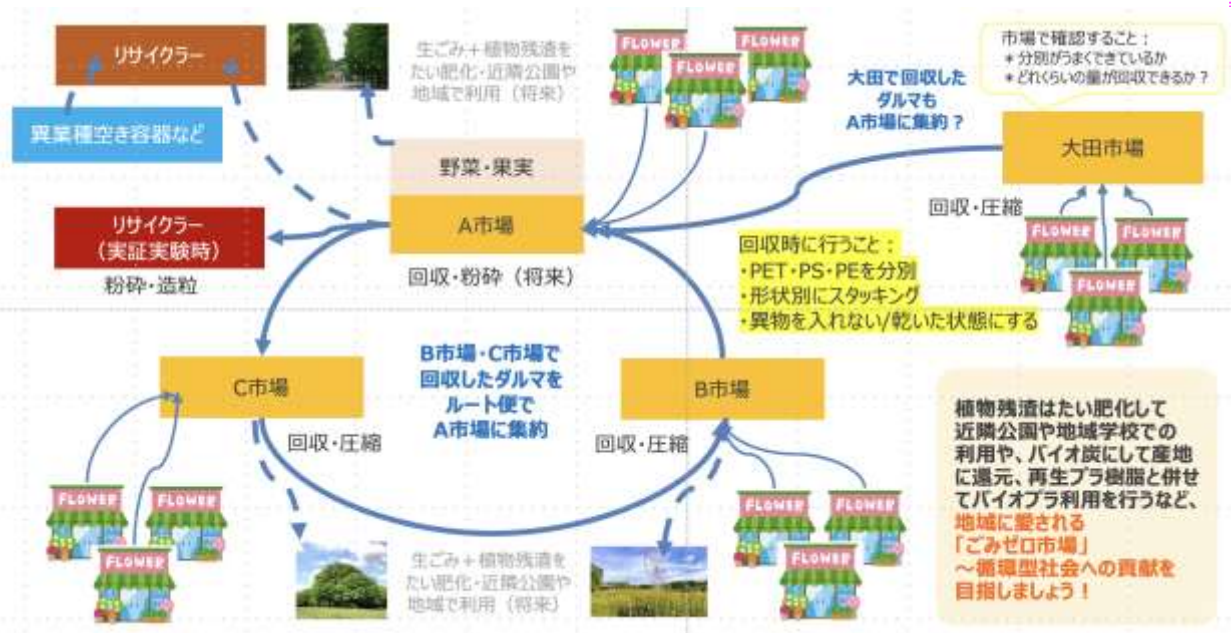 リサイクラー
異業種空き容器など
生ごみ+植物残渣を
たい肥化・近隣公園や
地域で利用(将来)
野菜・果実
A市場
回収・粉砕(将来)
リサイクラー
(実証実験時)
粉砕・造粒
FLOWER
FLOWER
FLOWER
大田で回収した
ダルマも
A市場に集約?
市場で確認すること:
*分別がうまくできているか
*どれくらいの量が回収できるか?
大田市場
回収・圧縮
FLOWER
FLOWER
FLOWER
回収時に行うこと:
・PET・PS・PEを分別
・形状別にスタッキング
・異物を入れない/乾いた状態にする
C市場
回収・圧縮
B市場・C市場で
回収したダルマを
ルート便で
A市場に集約
B市場
回収・圧縮
FLOWER
FLOWER
FLOWER
生ごみ+植物残渣を
たい肥化・近隣公園や
地域で利用(将来)
FLOWER
FLOWER
FLOWER
植物残渣はたい肥化して
近隣公園や地域学校での
利用や、バイオ炭にして産地
に還元、再生プラ樹脂と併せ
てバイオプラ利用を行うなど、
地域に愛される
「ごみゼロ市場」
~循環型社会への貢献を
目指しましょう!